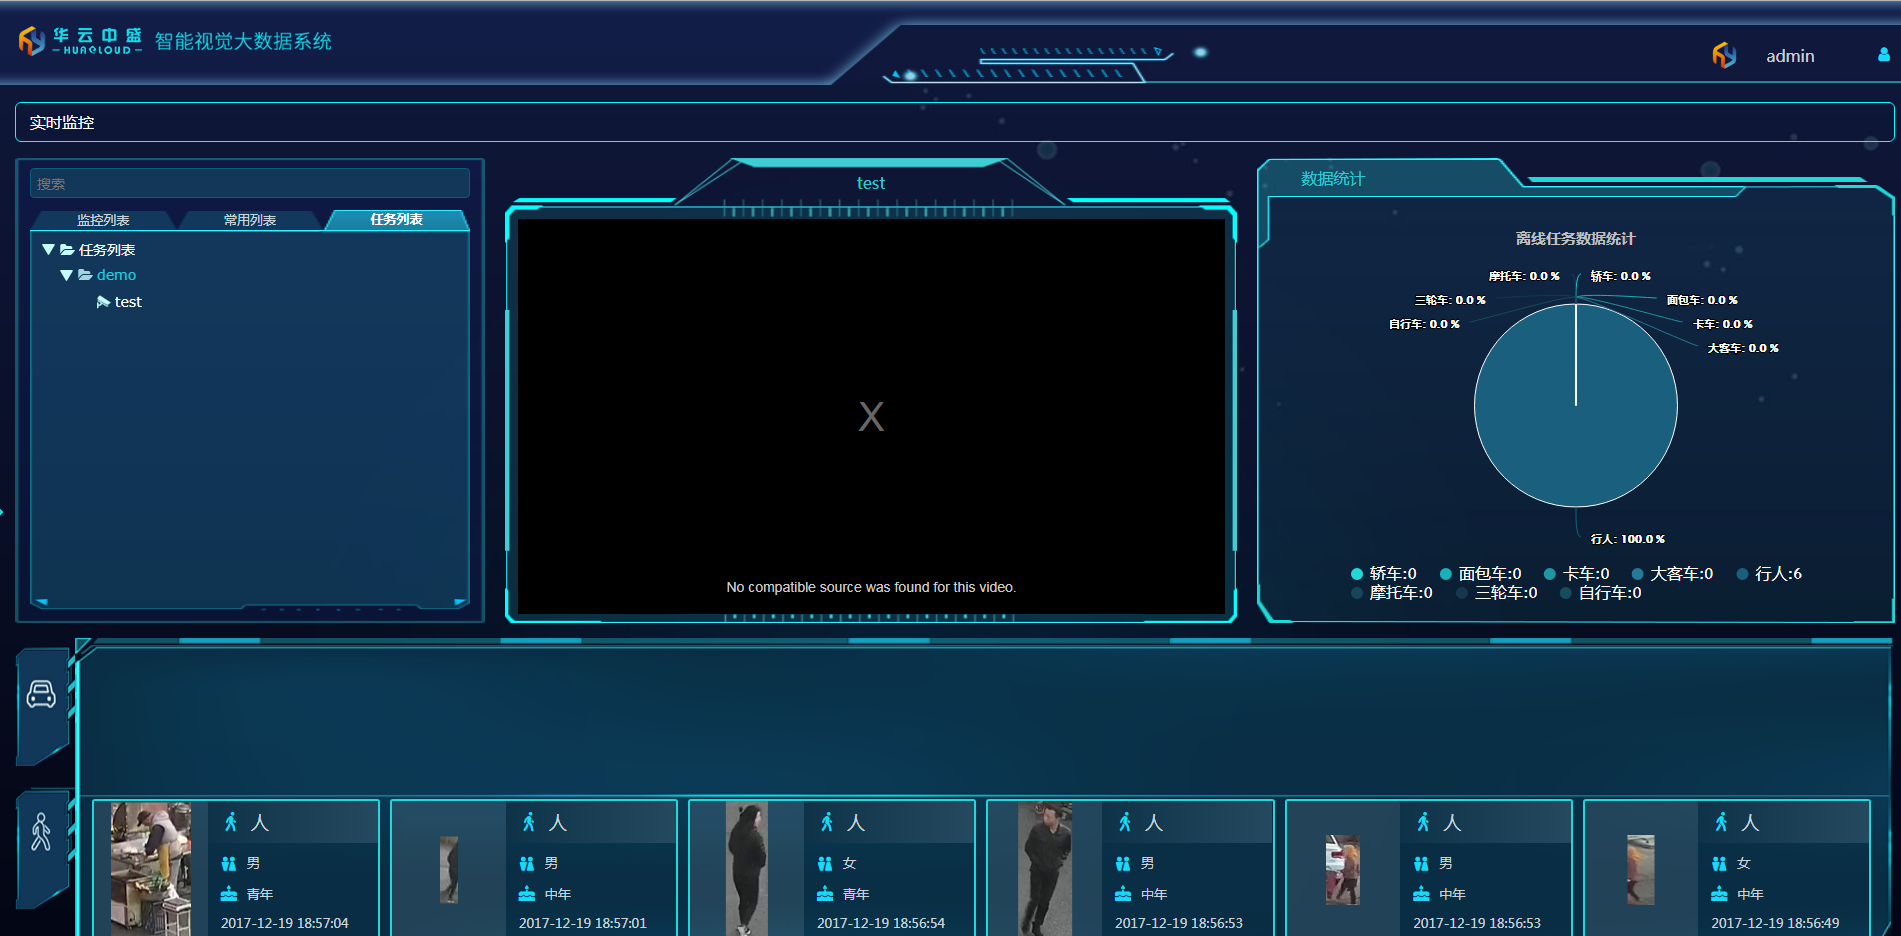 华云中盛
HUACLOUD
智能视觉大数据系统
admin
实时监控
搜索
监控列表 常用列表 任务列表
任务列表
demo
test
test
X
No compatible source was found for this video.
数据统计
离线任务数据统计
摩托车: 0.0 % 轿车: 0.0 %
三轮车: 0.0 % 面包车: 0.0 %
自行车: 0.0 % 卡车: 0.0 %
大客车: 0.0 %
行人: 100.0 %
轿车:0 面包车:0 卡车:0 大客车:0 行人:6
摩托车:0 三轮车:0 自行车:0
人 人 人 人 人 人
男 男 女 男 男 女
青年 中年 青年 中年 中年 中年
2017-12-19 18:57:04 2017-12-19 18:57:01 2017-12-19 18:56:54 2017-12-19 18:56:53 2017-12-19 18:56:53 2017-12-19 18:56:49